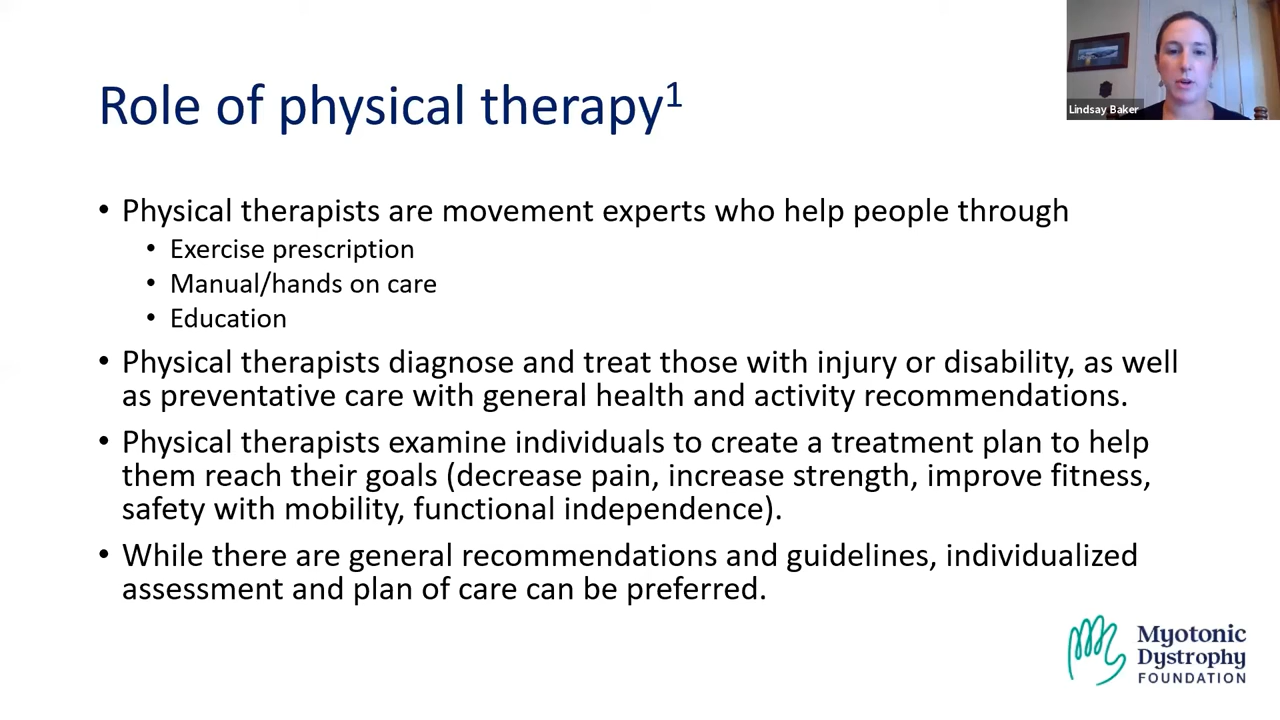 Role of physical therapy1
Lindsay Baker
• Physical therapists are movement experts who help people through
• Exercise prescription
• Manual/hands on care
• Education
• Physical therapists diagnose and treat those with injury or disability, as well
as preventative care with general health and activity recommendations.
• Physical therapists examine individuals to create a treatment plan to help
them reach their goals (decrease pain, increase strength, improve fitness,
safety with mobility, functional independence).
• While there are general recommendations and guidelines, individualized
assessment and plan of care can be preferred.
Myotonic
Dystrophy
FOUNDATION